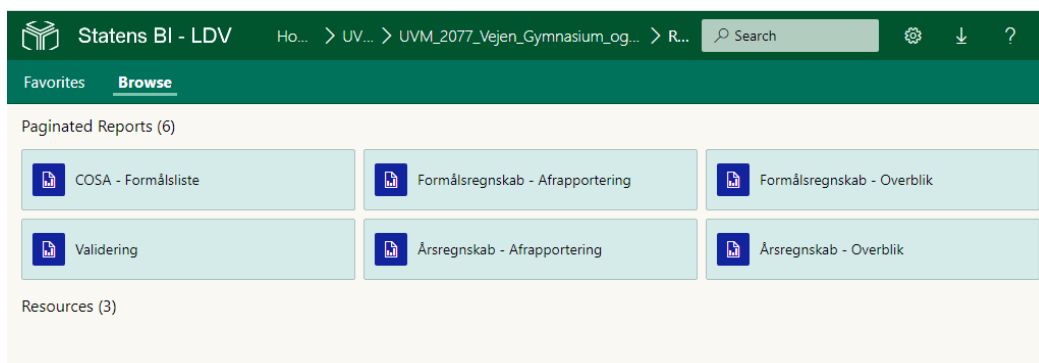 Statens BI - LDV Ho... > UV... > UVM_2077_Vejen_Gymnasium_og... > R... Search ?
Favorites Browse
Paginated Reports (6)
COSA - Formålsliste Formålsregnskab - Afrapportering Formålsregnskab - Overblik
Validering Årsregnskab - Afrapportering Årsregnskab - Overblik
Resources (3)